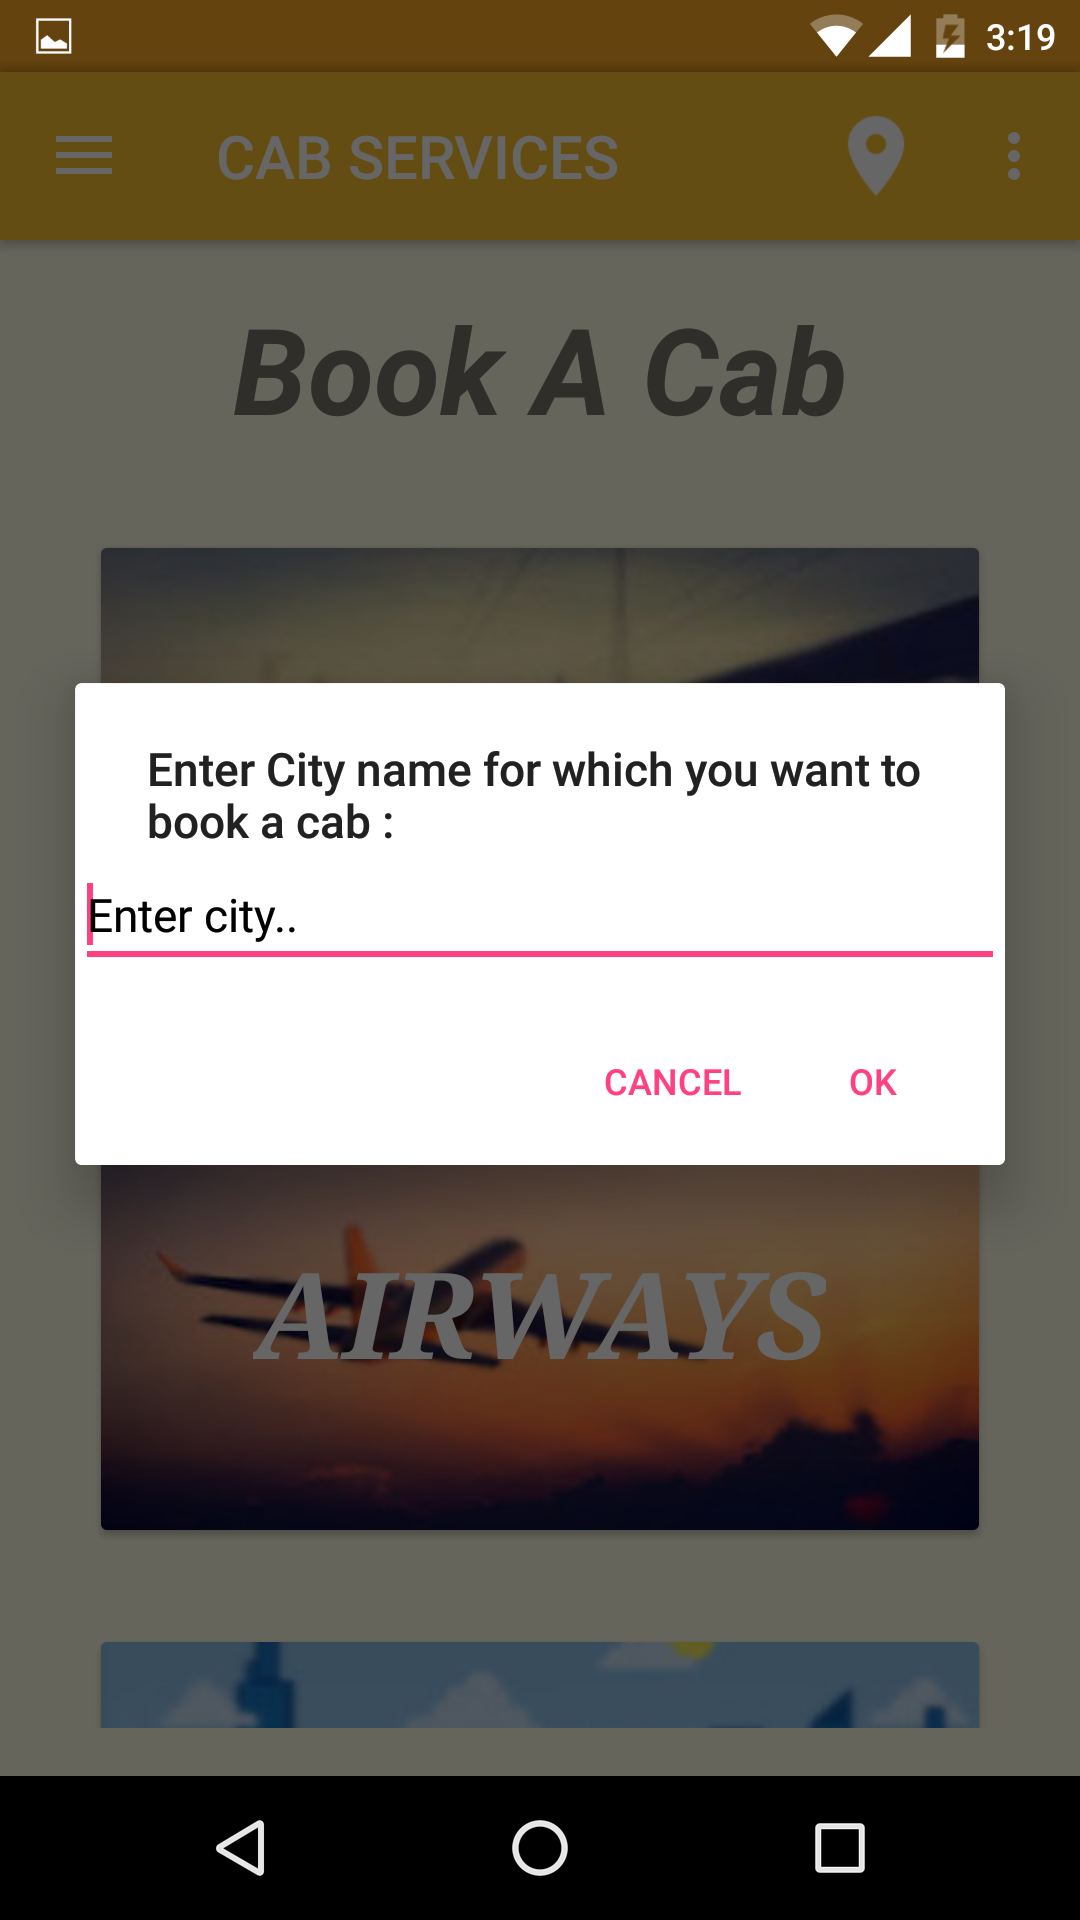 3:19
CAB SERVICES
Book A Cab
Enter City name for which you want to
book a cab :
Enter city..
CANCEL OK
AIRWAYS